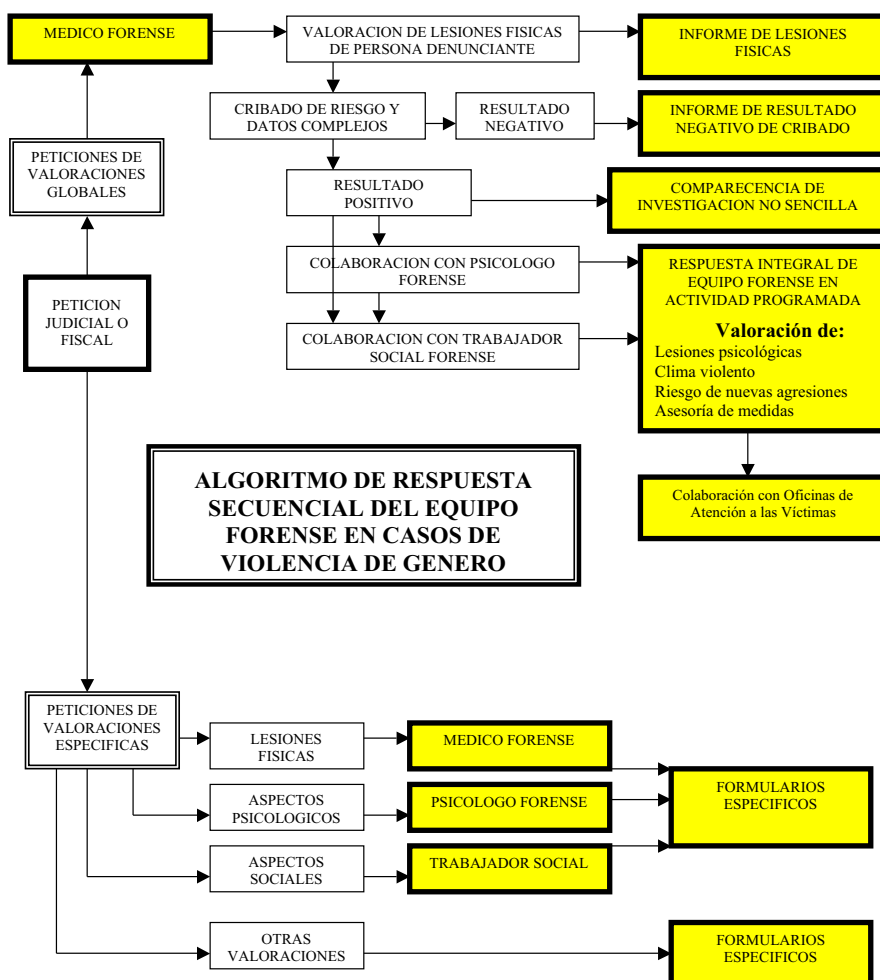 MEDICO FORENSE
VALORACION DE LESIONES FISICAS
DE PERSONA DENUNCIANTE
INFORME DE LESIONES
FISICAS
CRIBADO DE RIESGO Y
DATOS COMPLEJOS
RESULTADO
NEGATIVO
INFORME DE RESULTADO
NEGATIVO DE CRIBADO
PETICIONES DE
VALORACIONES
GLOBALES
RESULTADO
POSITIVO
COMPARECENCIA DE
INVESTIGACION NO SENCILLA
PETICION
JUDICIAL O
FISCAL
COLABORACION CON PSICOLOGO
FORENSE
COLABORACION CON TRABAJADOR
SOCIAL FORENSE
RESPUESTA INTEGRAL DE
EQUIPO FORENSE EN
ACTIVIDAD PROGRAMADA
Valoración de:
Lesiones psicológicas
Clima violento
Riesgo de nuevas agresiones
Asesoría de medidas
ALGORITMO DE RESPUESTA
SECUENCIAL DEL EQUIPO
FORENSE EN CASOS DE
VIOLENCIA DE GENERO
Colaboración con Oficinas de
Atención a las Víctimas
PETICIONES DE
VALORACIONES
ESPECIFICAS
LESIONES
FISICAS
MEDICO FORENSE
ASPECTOS
PSICOLOGICOS
PSICOLOGO FORENSE
FORMULARIOS
ESPECIFICOS
ASPECTOS
SOCIALES
TRABAJADOR SOCIAL
OTRAS
VALORACIONES
FORMULARIOS
ESPECIFICOS